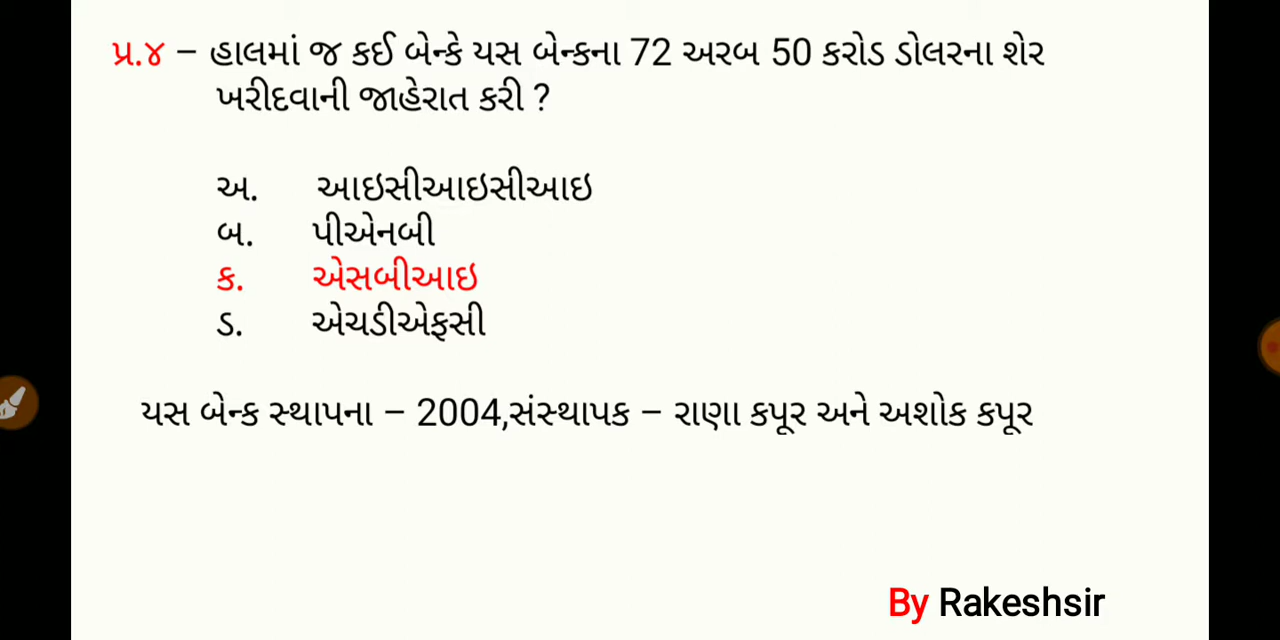 પ્ર.૪ – હાલમાં જ કઈ બેન્કે યસ બેન્કના 72 અરબ 50 કરોડ ડોલરના શેર
ખરીદવાની જાહેરાત કરી ?
અ. આઇસીઆઇસીઆઇ
બ. પીએનબી
ક. એસબીઆઇ
ડ. એચડીએફસી
યસ બેન્ક સ્થાપના – 2004,સંસ્થાપક – રાણા કપૂર અને અશોક કપૂર
By Rakeshsir